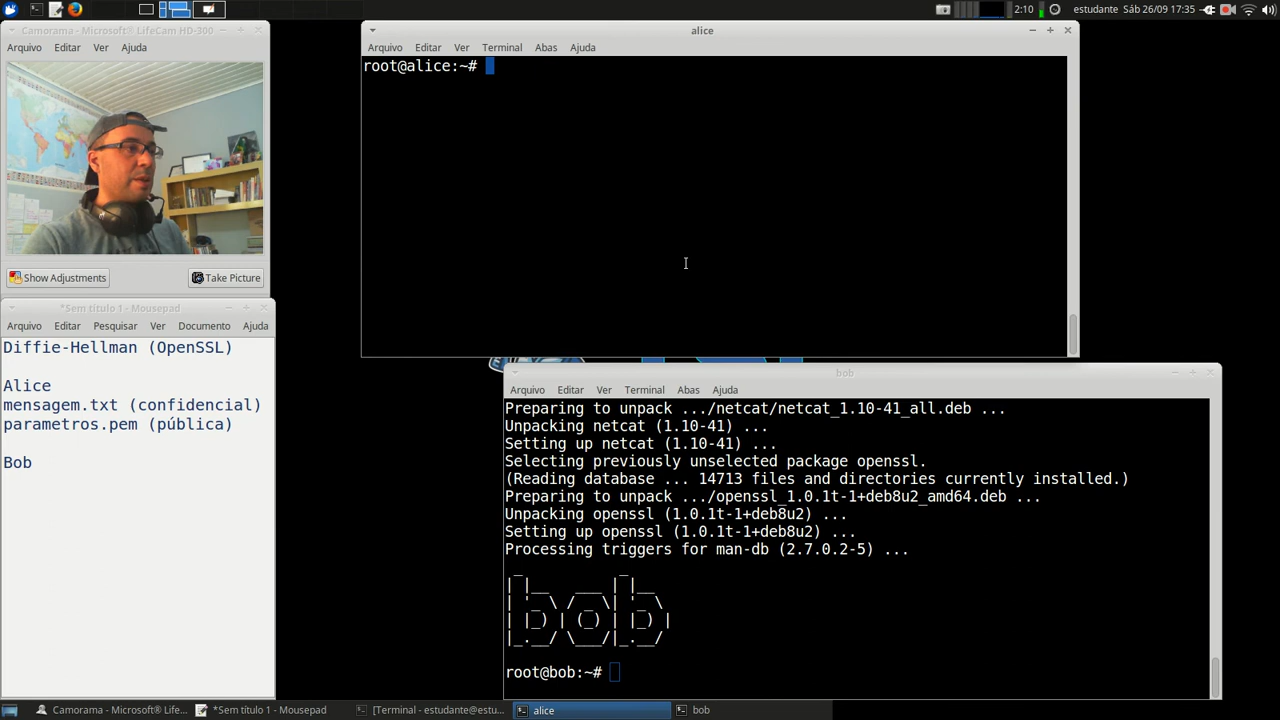 2:10 estudante Sáb 26/09 17:35
Camorama - Microsoft® LifeCam HD-300
Arquivo Editar Ver Ajuda
Show Adjustments Take Picture
*Sem título 1 - Mousepad
Arquivo Editar Pesquisar Ver Documento Ajuda
Diffie-Hellman (OpenSSL)
Alice
mensagem.txt (confidencial)
parametros.pem (pública)
Bob
alice
Arquivo Editar Ver Terminal Abas Ajuda
root@alice:~#
bob
Arquivo Editar Ver Terminal Abas Ajuda
Preparing to unpack .../netcat/netcat_1.10-41_all.deb ...
Unpacking netcat (1.10-41) ...
Setting up netcat (1.10-41) ...
Selecting previously unselected package openssl.
(Reading database ... 14713 files and directories currently installed.)
Preparing to unpack .../openssl_1.0.1t-1+deb8u2_amd64.deb ...
Unpacking openssl (1.0.1t-1+deb8u2) ...
Setting up openssl (1.0.1t-1+deb8u2) ...
Processing triggers for man-db (2.7.0.2-5) ...
bob
root@bob:~#
Camorama - Microsoft® LifeC... *Sem título 1 - Mousepad [Terminal - estudante@estu... alice bob